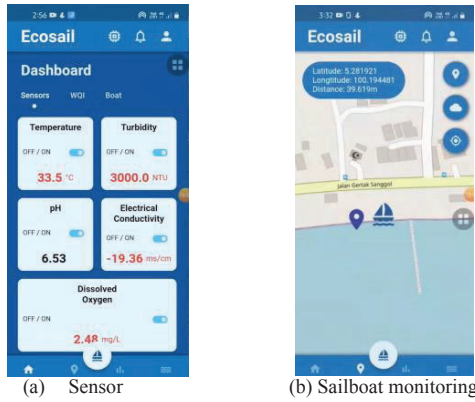 2:56
Ecosail
Dashboard
Sensors WQI Boat
Temperature
OFF / ON
33.5 °C
Turbidity
OFF / ON
3000.0 NTU
pH
OFF / ON
6.53
Electrical
Conductivity
OFF / ON
-19.36 ms/cm
Dissolved
Oxygen
OFF / ON
2.48 mg/L
(a) Sensor
3:32
Ecosail
Latitude: 5.281921
Longtitude: 100.194481
Distance: 39.619m
Jalan Gertak Sanggol
(b) Sailboat monitoring